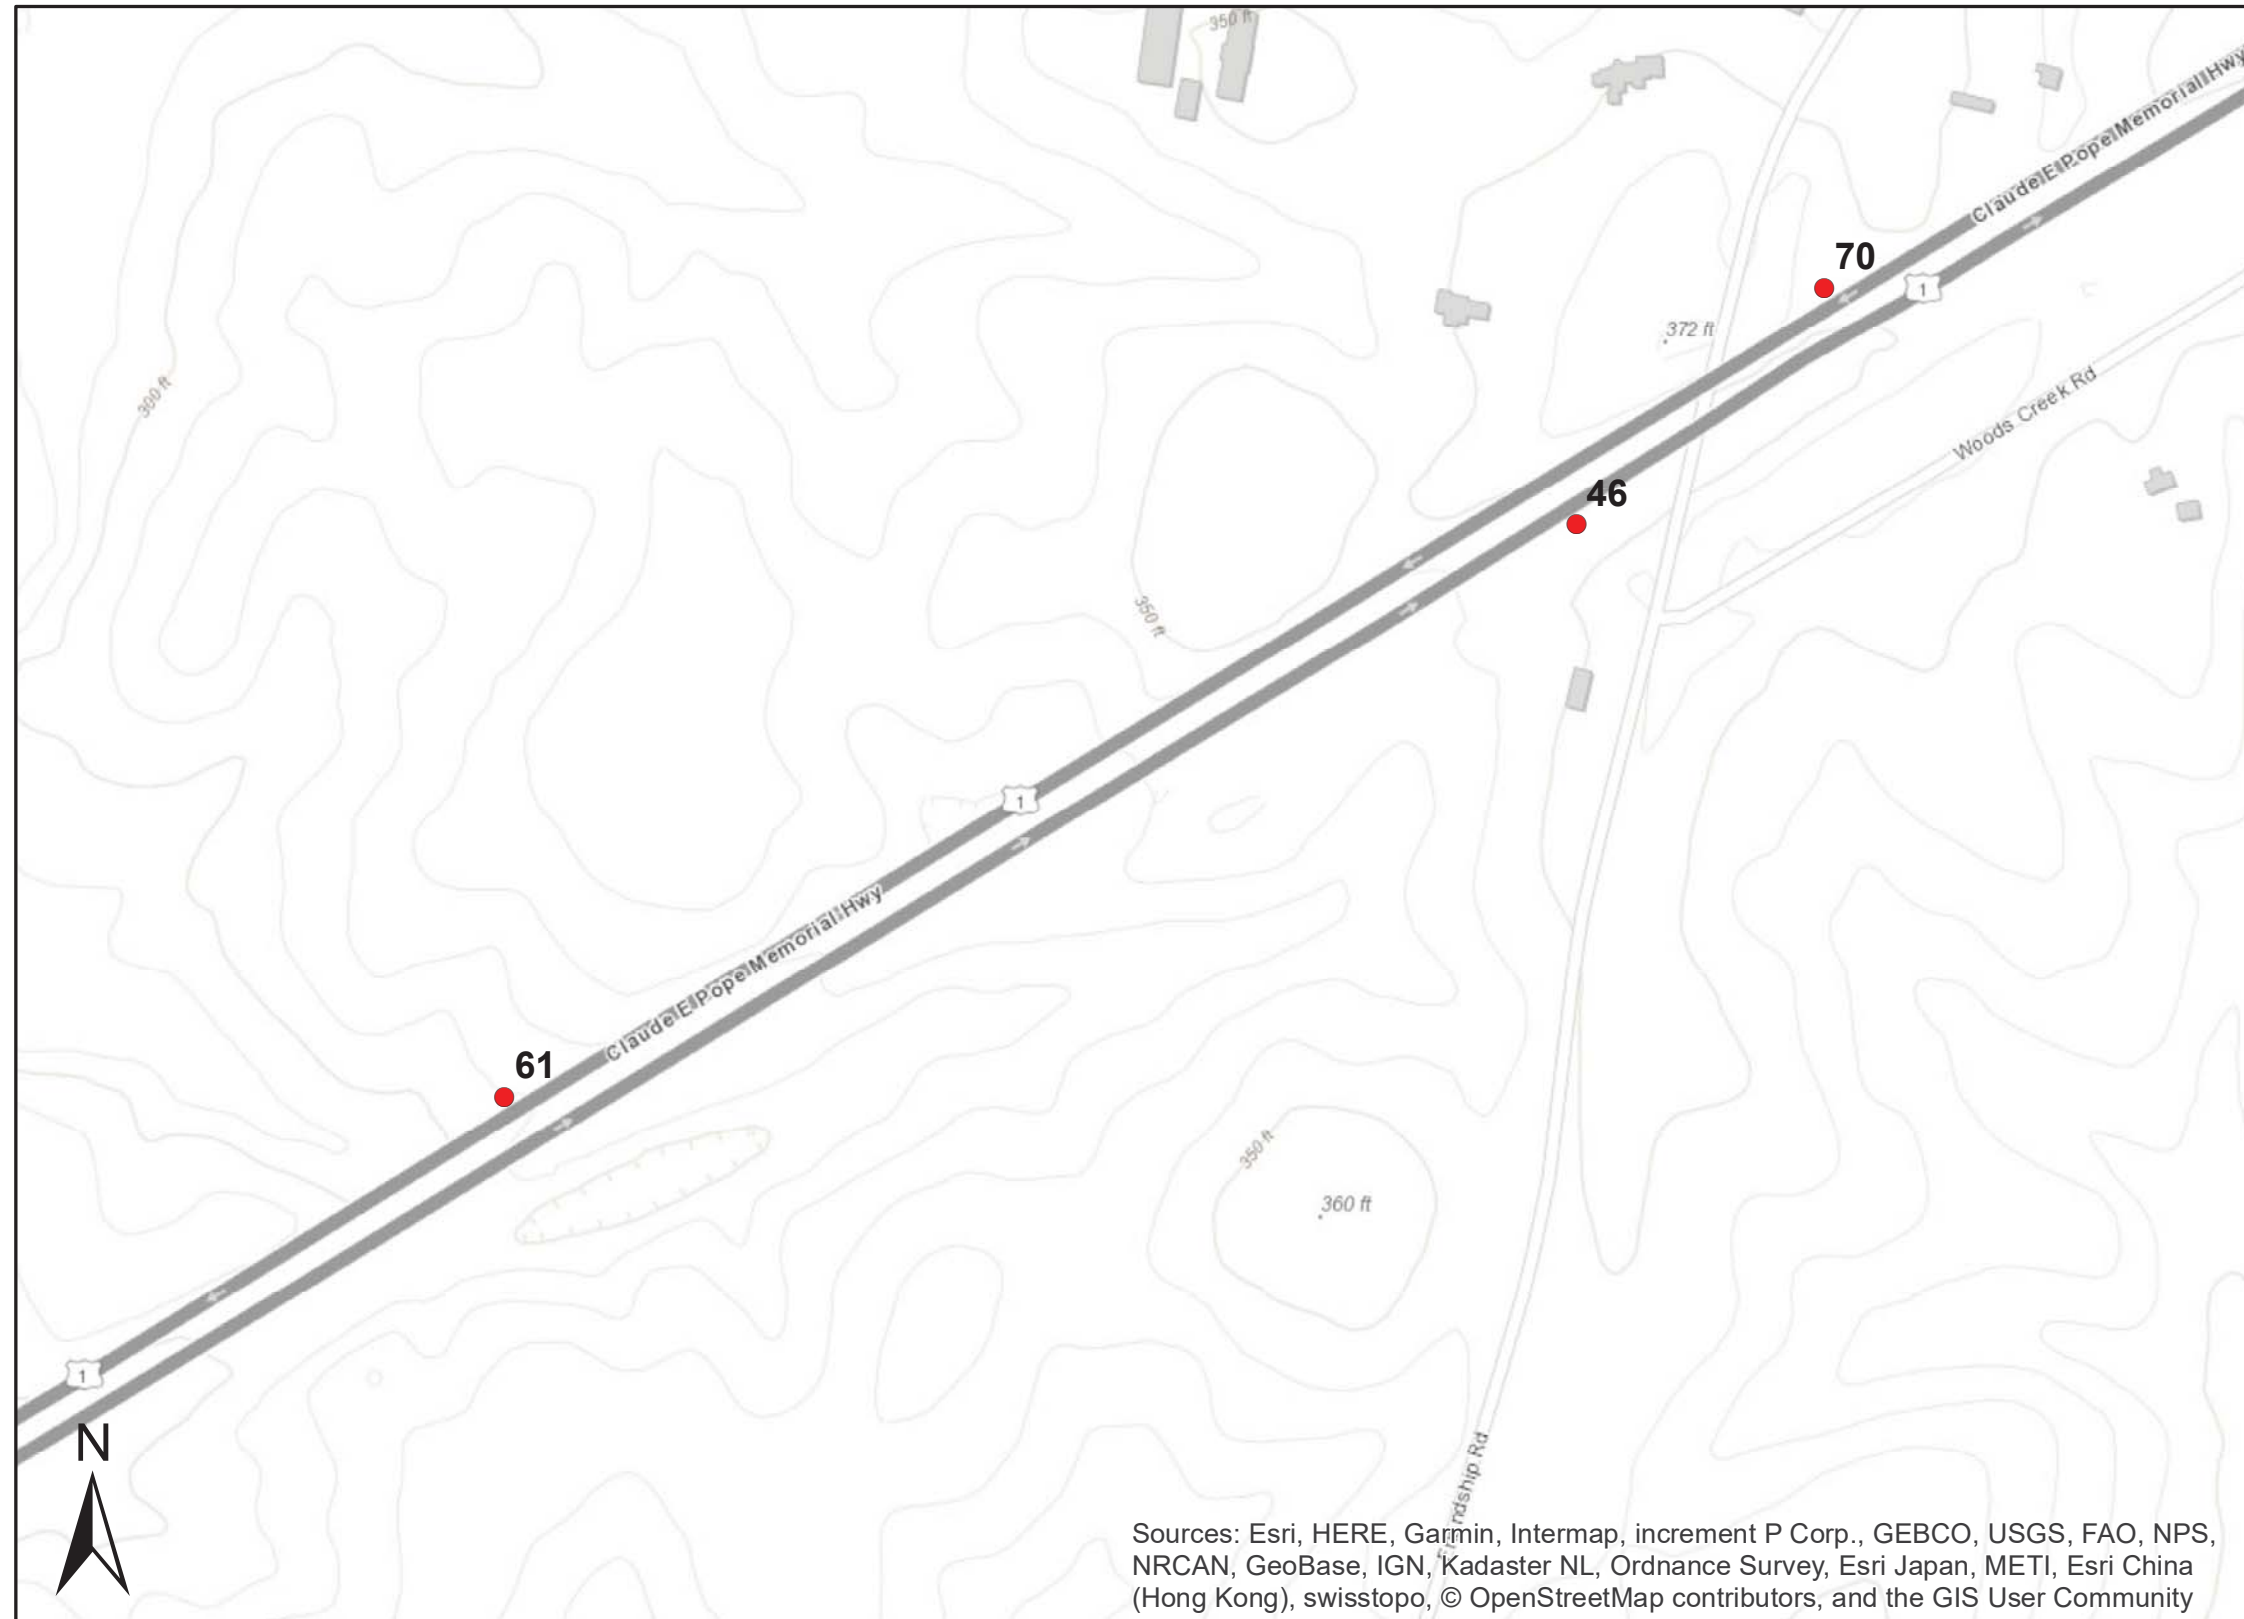 350 ft
Claude E Pope Memorial Hwy
70
1
372 ft
300 ft
Woods Creek Rd
46
350 ft
1
Claude E Pope Memorial Hwy
61
350 ft
360 ft
1
N
Sources: Esri, HERE, Garmin, Intermap, increment P Corp., GEBCO, USGS, FAO, NPS,
NRCAN, GeoBase, IGN, Kadaster NL, Ordnance Survey, Esri Japan, METI, Esri China
(Hong Kong), swisstopo, © OpenStreetMap contributors, and the GIS User Community
Friendship Rd